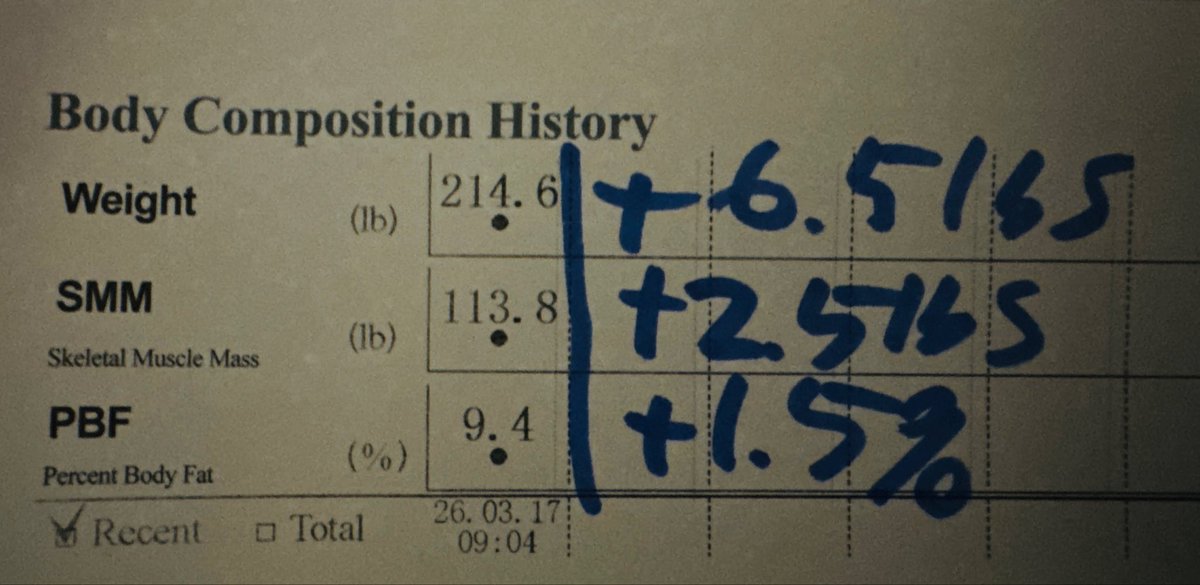 Body Composition History
Weight (lb) 214.6 +6.5lbs
SMM (lb) 113.8 +2.5lbs
Skeletal Muscle Mass
PBF (%) 9.4 +1.5%
Percent Body Fat
Recent Total 26.03.17
09:04